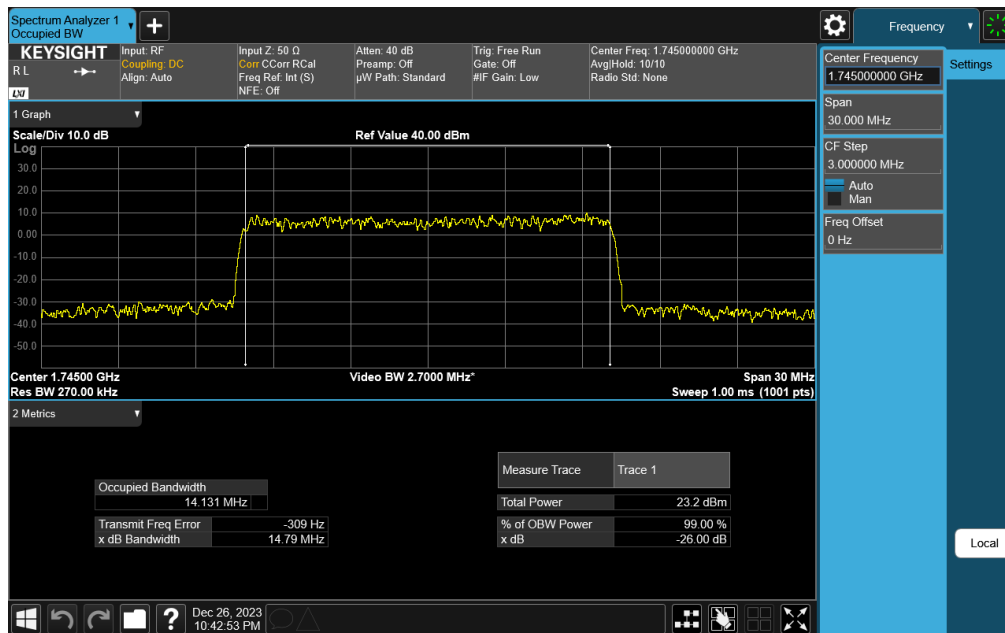 Spectrum Analyzer 1
Occupied BW
Frequency
KEYSIGHT
R L
LXI
Input: RF
Coupling: DC
Align: Auto
Input Z: 50 Ω
Corr CCorr RCal
Freq Ref: Int (S)
NFE: Off
Atten: 40 dB
Preamp: Off
µW Path: Standard
Trig: Free Run
Gate: Off
#IF Gain: Low
Center Freq: 1.745000000 GHz
Avg|Hold: 10/10
Radio Std: None
Center Frequency
1.745000000 GHz
Settings
Span
30.000 MHz
CF Step
3.000000 MHz
Auto
Man
Freq Offset
0 Hz
Local
1 Graph
Scale/Div 10.0 dB
Ref Value 40.00 dBm
Log
30.0
20.0
10.0
0.00
-10.0
-20.0
-30.0
-40.0
-50.0
Center 1.74500 GHz
Video BW 2.7000 MHz*
Span 30 MHz
Res BW 270.00 kHz
Sweep 1.00 ms (1001 pts)
2 Metrics
Occupied Bandwidth
14.131 MHz
Transmit Freq Error -309 Hz
x dB Bandwidth 14.79 MHz
Measure Trace Trace 1
Total Power 23.2 dBm
% of OBW Power 99.00 %
x dB -26.00 dB
Dec 26, 2023
10:42:53 PM